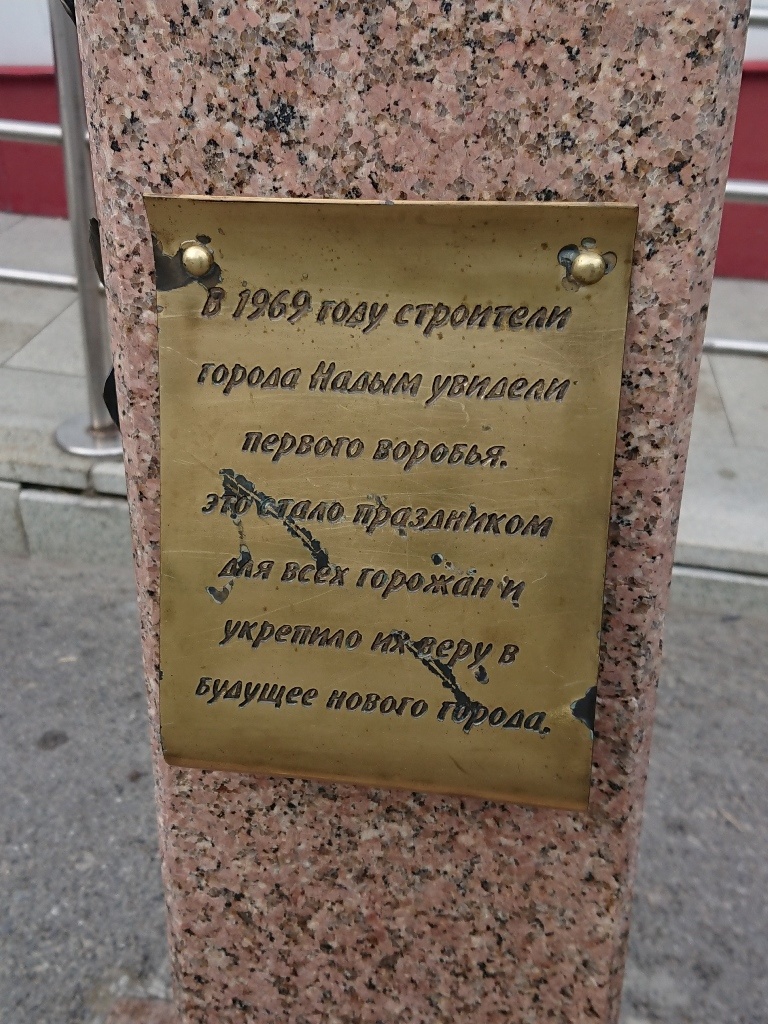 В 1969 году строители
города Надым увидели
первого воробья.
это стало праздником
для всех горожан и
укрепило их веру в
будущее нового города.